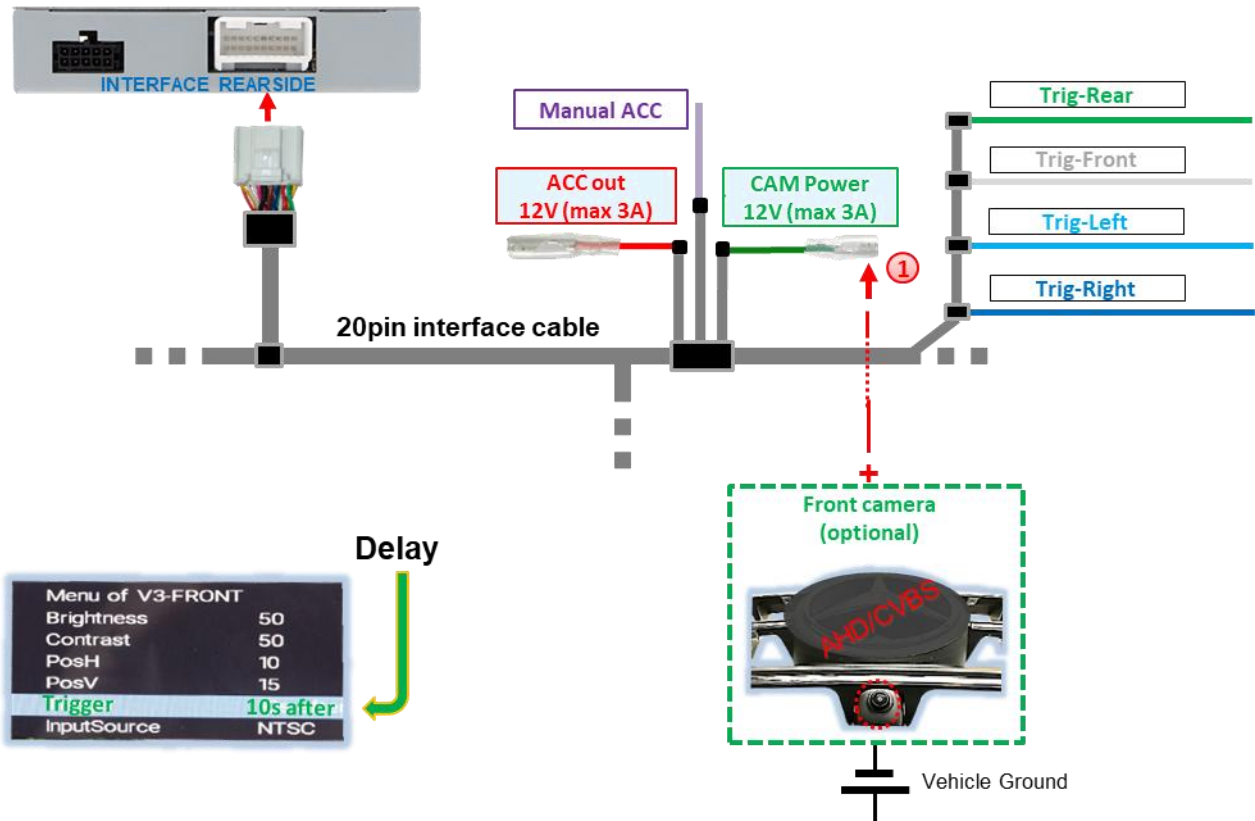 INTERFACE REARSIDE
Manual ACC
ACC out
12V (max 3A)
CAM Power
12V (max 3A)
1
Trig-Rear
Trig-Front
Trig-Left
Trig-Right
20pin interface cable
+
Front camera
(optional)
AHD/CVBS
Vehicle Ground
Delay
Menu of V3-FRONT
Brightness 50
Contrast 50
PosH 10
PosV 15
Trigger 10s after
InputSource NTSC